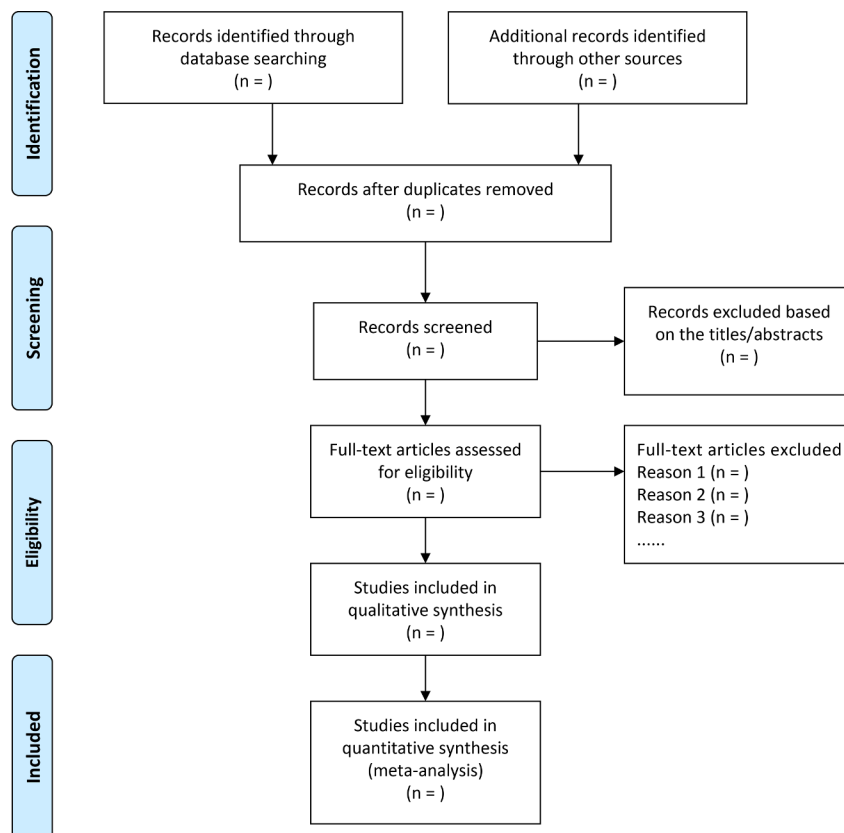 Identification
Records identified through
database searching
(n = )
Additional records identified
through other sources
(n = )
Records after duplicates removed
(n = )
Screening
Records screened
(n = )
Records excluded based
on the titles/abstracts
(n = )
Eligibility
Full-text articles assessed
for eligibility
(n = )
Full-text articles excluded
Reason 1 (n = )
Reason 2 (n = )
Reason 3 (n = )
......
Studies included in
qualitative synthesis
(n = )
Included
Studies included in
quantitative synthesis
(meta-analysis)
(n = )